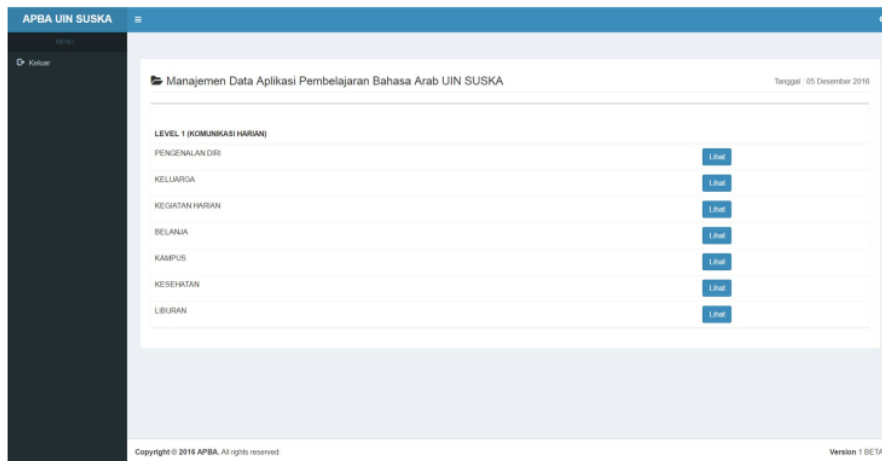 APBA UIN SUSKA
MENU
Keluar
Manajemen Data Aplikasi Pembelajaran Bahasa Arab UIN SUSKA
Tanggal : 05 Desember 2016
LEVEL 1 (KOMUNIKASI HARIAN)
PENGENALAN DIRI Lihat
KELUARGA Lihat
KEGIATAN HARIAN Lihat
BELANJA Lihat
KAMPUS Lihat
KESEHATAN Lihat
LIBURAN Lihat
Copyright © 2016 APBA. All rights reserved. Version 1 BETA